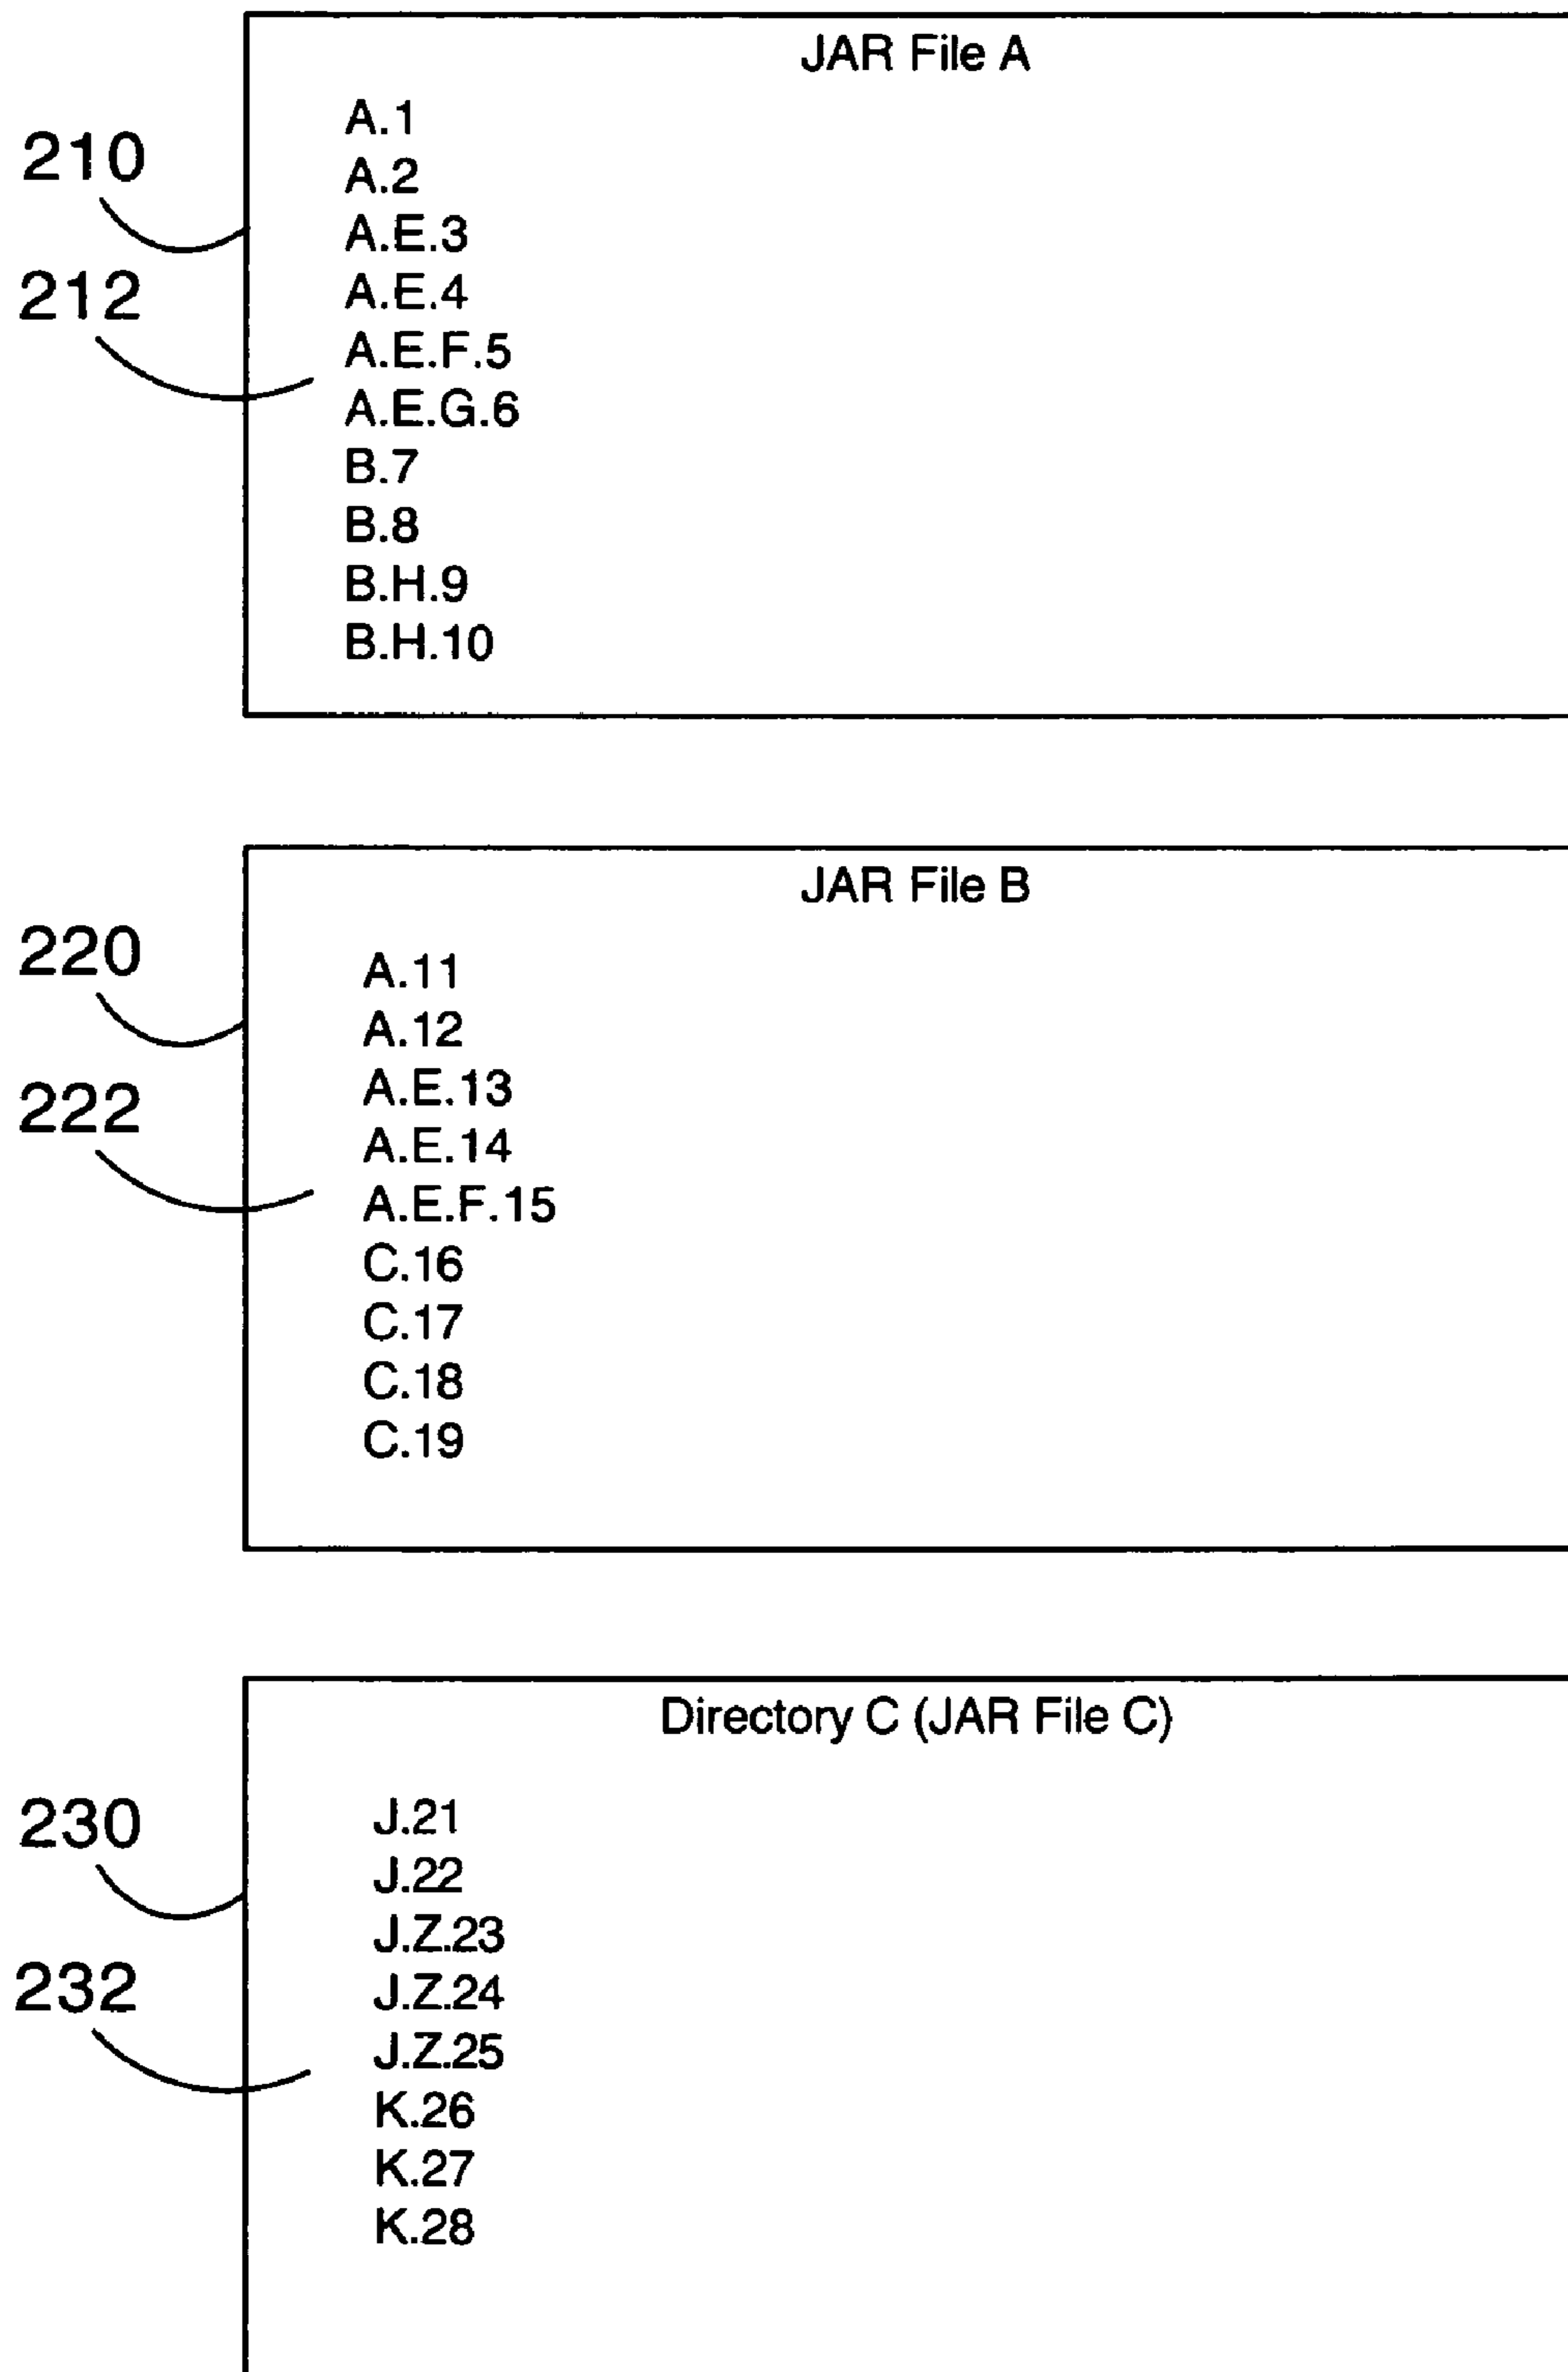 JAR File A
A.1
210
A.2
A.E.3
212
A.E.4
A.E.F.5
A.E.G.6
B.7
B.8
B.H.9
B.H.10
JAR File B
220
A.11
A.12
A.E.13
222
A.E.14
A.E.F.15
C.16
C.17
C.18
C.19
Directory C (JAR File C)
230
J.21
J.22
J.Z.23
232
J.Z.24
J.Z.25
K.26
K.27
K.28